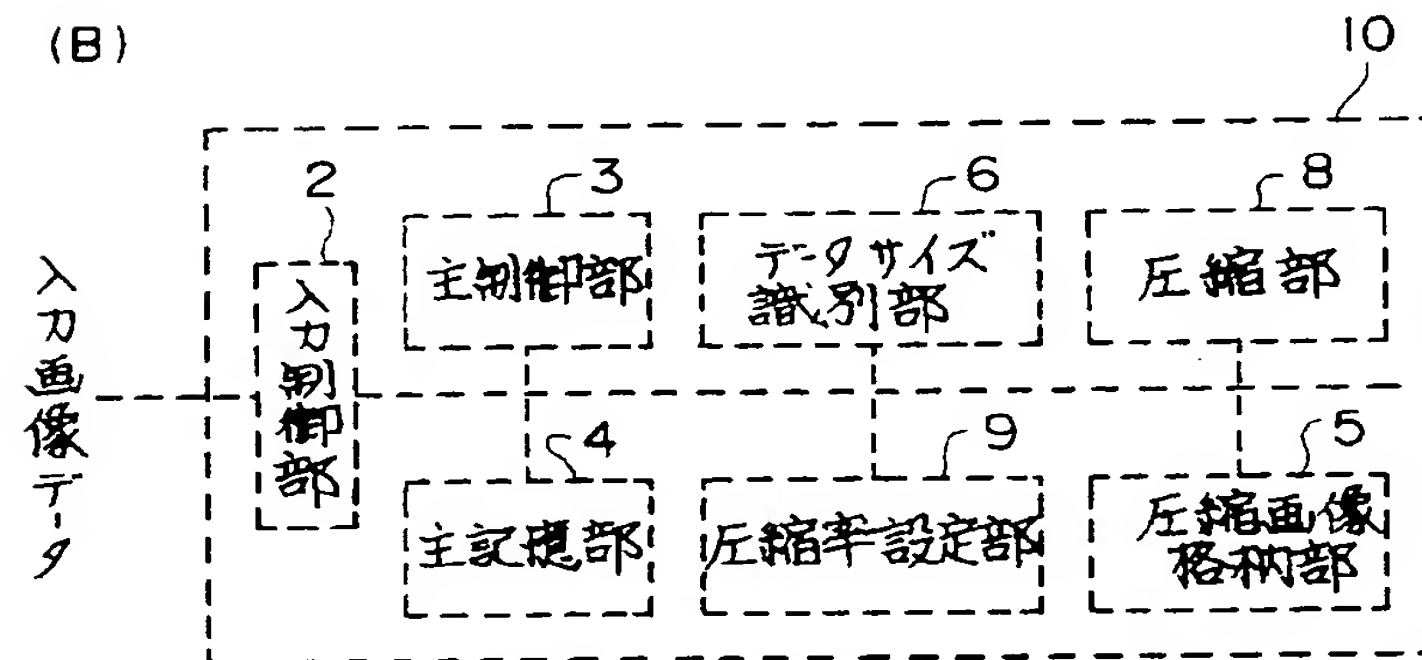 (B)
10
2
3
6
8
入力画像データ
入力制御部
主制御部
データサイズ
識別部
圧縮部
4
9
5
主記憶部
圧縮率設定部
圧縮画像
格納部